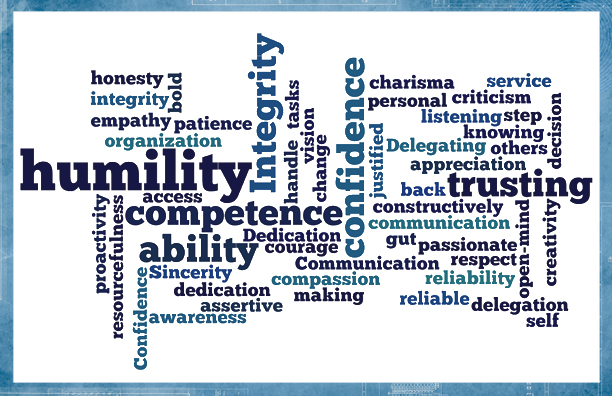 honesty
bold
integrity
empathy
patience
organization
Integrity
handle tasks
vision
change
confidence
charisma
service
personal
criticism
listening
step
knowing
decision
justified
Delegating
others
appreciation
humility
back
trusting
access
competence
constructively
communication
proactivity
resourcefulness
ability
Dedication
courage
gut
passionate
open-mind
creativity
Communication
respect
Sincerity
compassion
reliability
Confidence
dedication
making
reliable
delegation
assertive
awareness
self